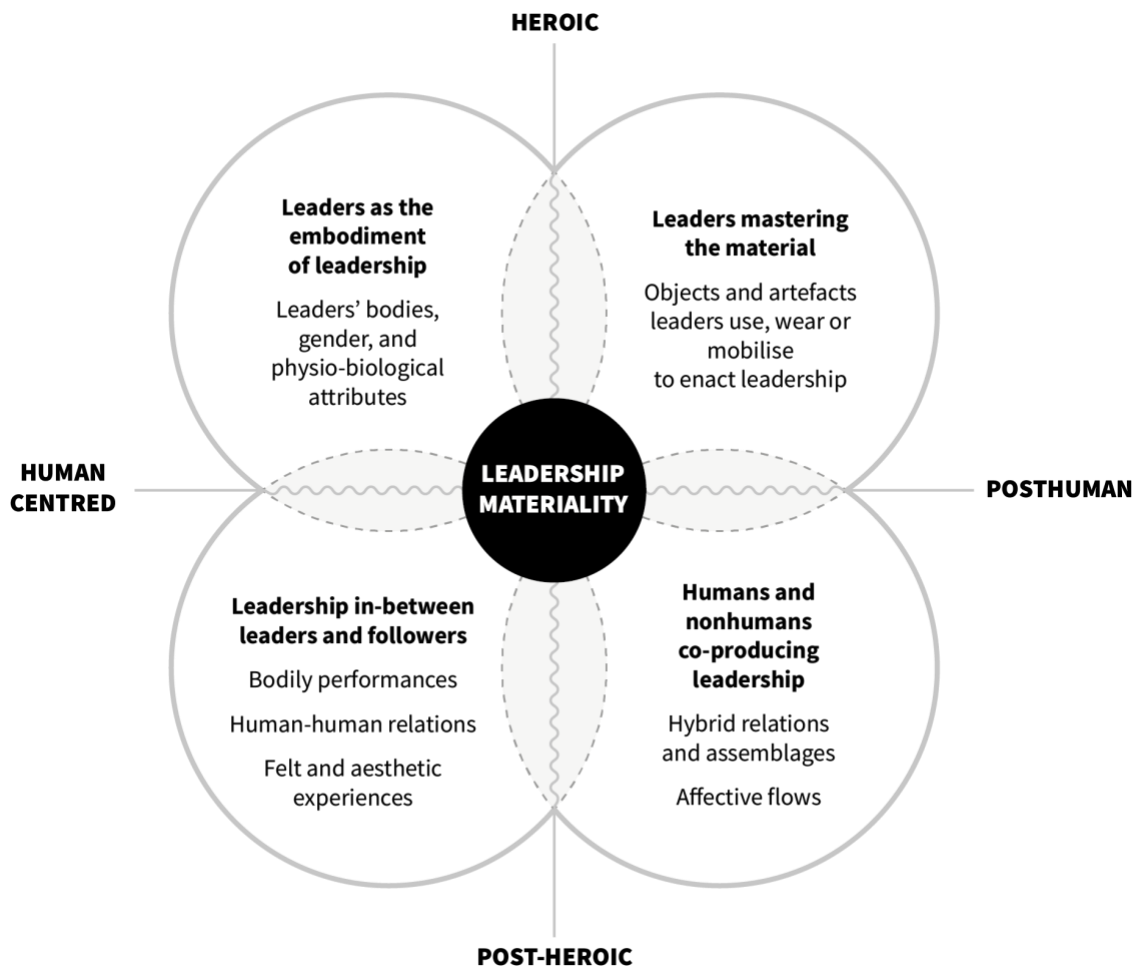 HEROIC
Leaders as the
embodiment
of leadership
Leaders’ bodies,
gender, and
physio-biological
attributes
Leaders mastering
the material
Objects and artefacts
leaders use, wear or
mobilise
to enact leadership
HUMAN
CENTRED
LEADERSHIP
MATERIALITY
POSTHUMAN
Leadership in-between
leaders and followers
Bodily performances
Human-human relations
Felt and aesthetic
experiences
Humans and
nonhumans
co-producing
leadership
Hybrid relations
and assemblages
Affective flows
POST-HEROIC